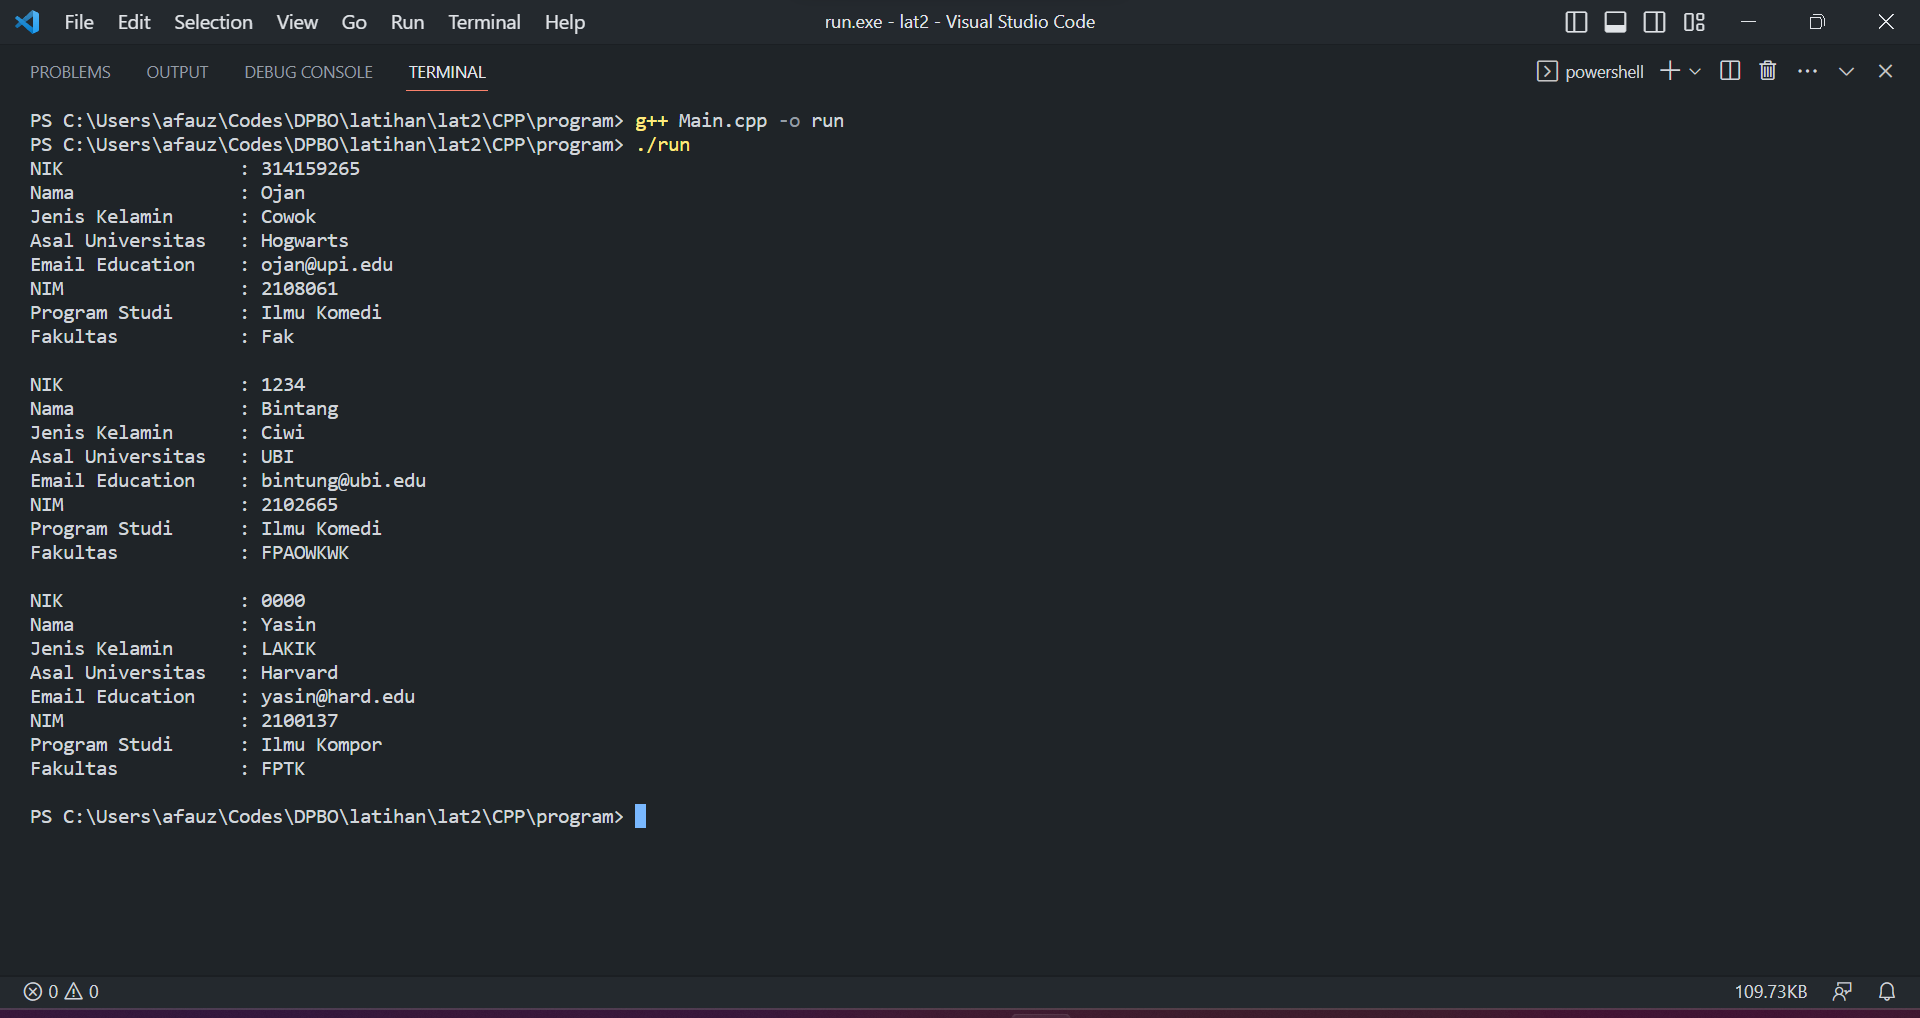 File Edit Selection View Go Run Terminal Help run.exe - lat2 - Visual Studio Code
PROBLEMS OUTPUT DEBUG CONSOLE TERMINAL powershell
PS C:\Users\afauz\Codes\DPBO\latihan\lat2\CPP\program> g++ Main.cpp -o run
PS C:\Users\afauz\Codes\DPBO\latihan\lat2\CPP\program> ./run
NIK : 314159265
Nama : Ojan
Jenis Kelamin : Cowok
Asal Universitas : Hogwarts
Email Education : ojan@upi.edu
NIM : 2108061
Program Studi : Ilmu Komedi
Fakultas : Fak
NIK : 1234
Nama : Bintang
Jenis Kelamin : Ciwi
Asal Universitas : UBI
Email Education : bintung@ubi.edu
NIM : 2102665
Program Studi : Ilmu Komedi
Fakultas : FPAOWKWK
NIK : 0000
Nama : Yasin
Jenis Kelamin : LAKIK
Asal Universitas : Harvard
Email Education : yasin@hard.edu
NIM : 2100137
Program Studi : Ilmu Kompor
Fakultas : FPTK
PS C:\Users\afauz\Codes\DPBO\latihan\lat2\CPP\program>
0 0 109.73KB